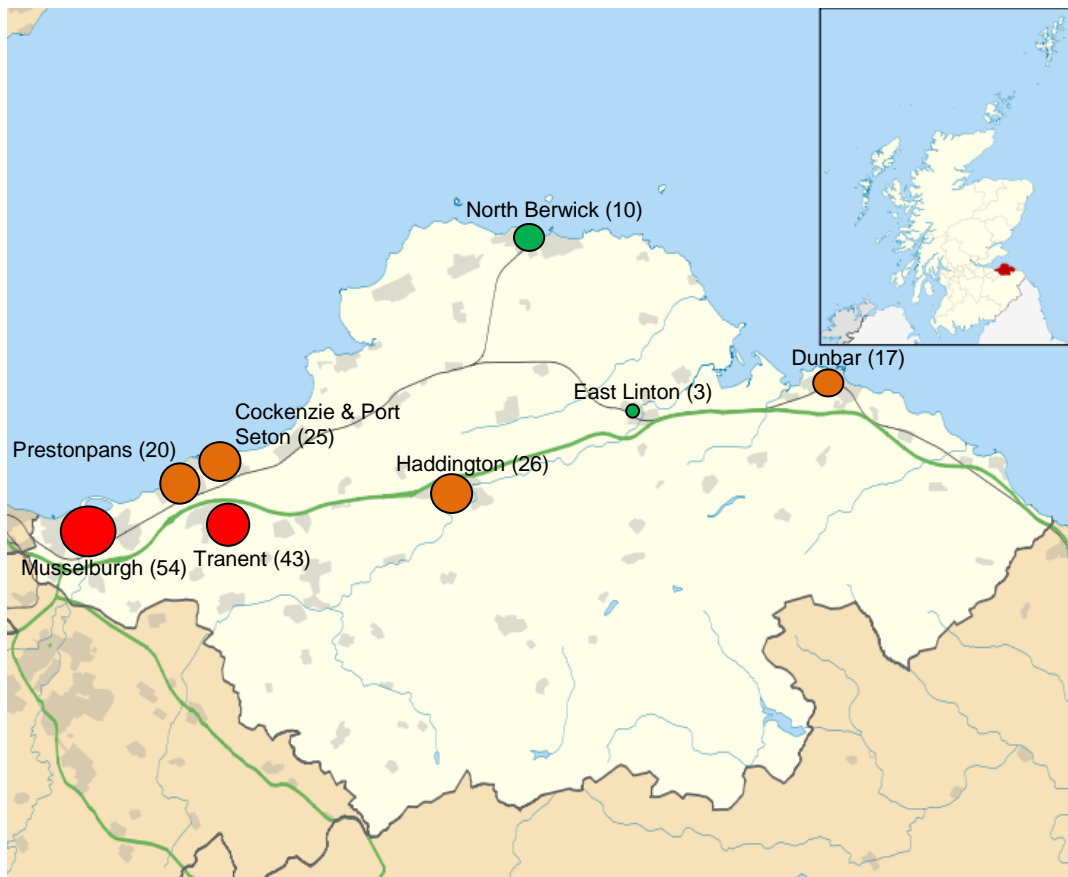 North Berwick (10)
Dunbar (17)
East Linton (3)
Cockenzie & Port
Seton (25)
Prestonpans (20)
Haddington (26)
Tranent (43)
Musselburgh (54)